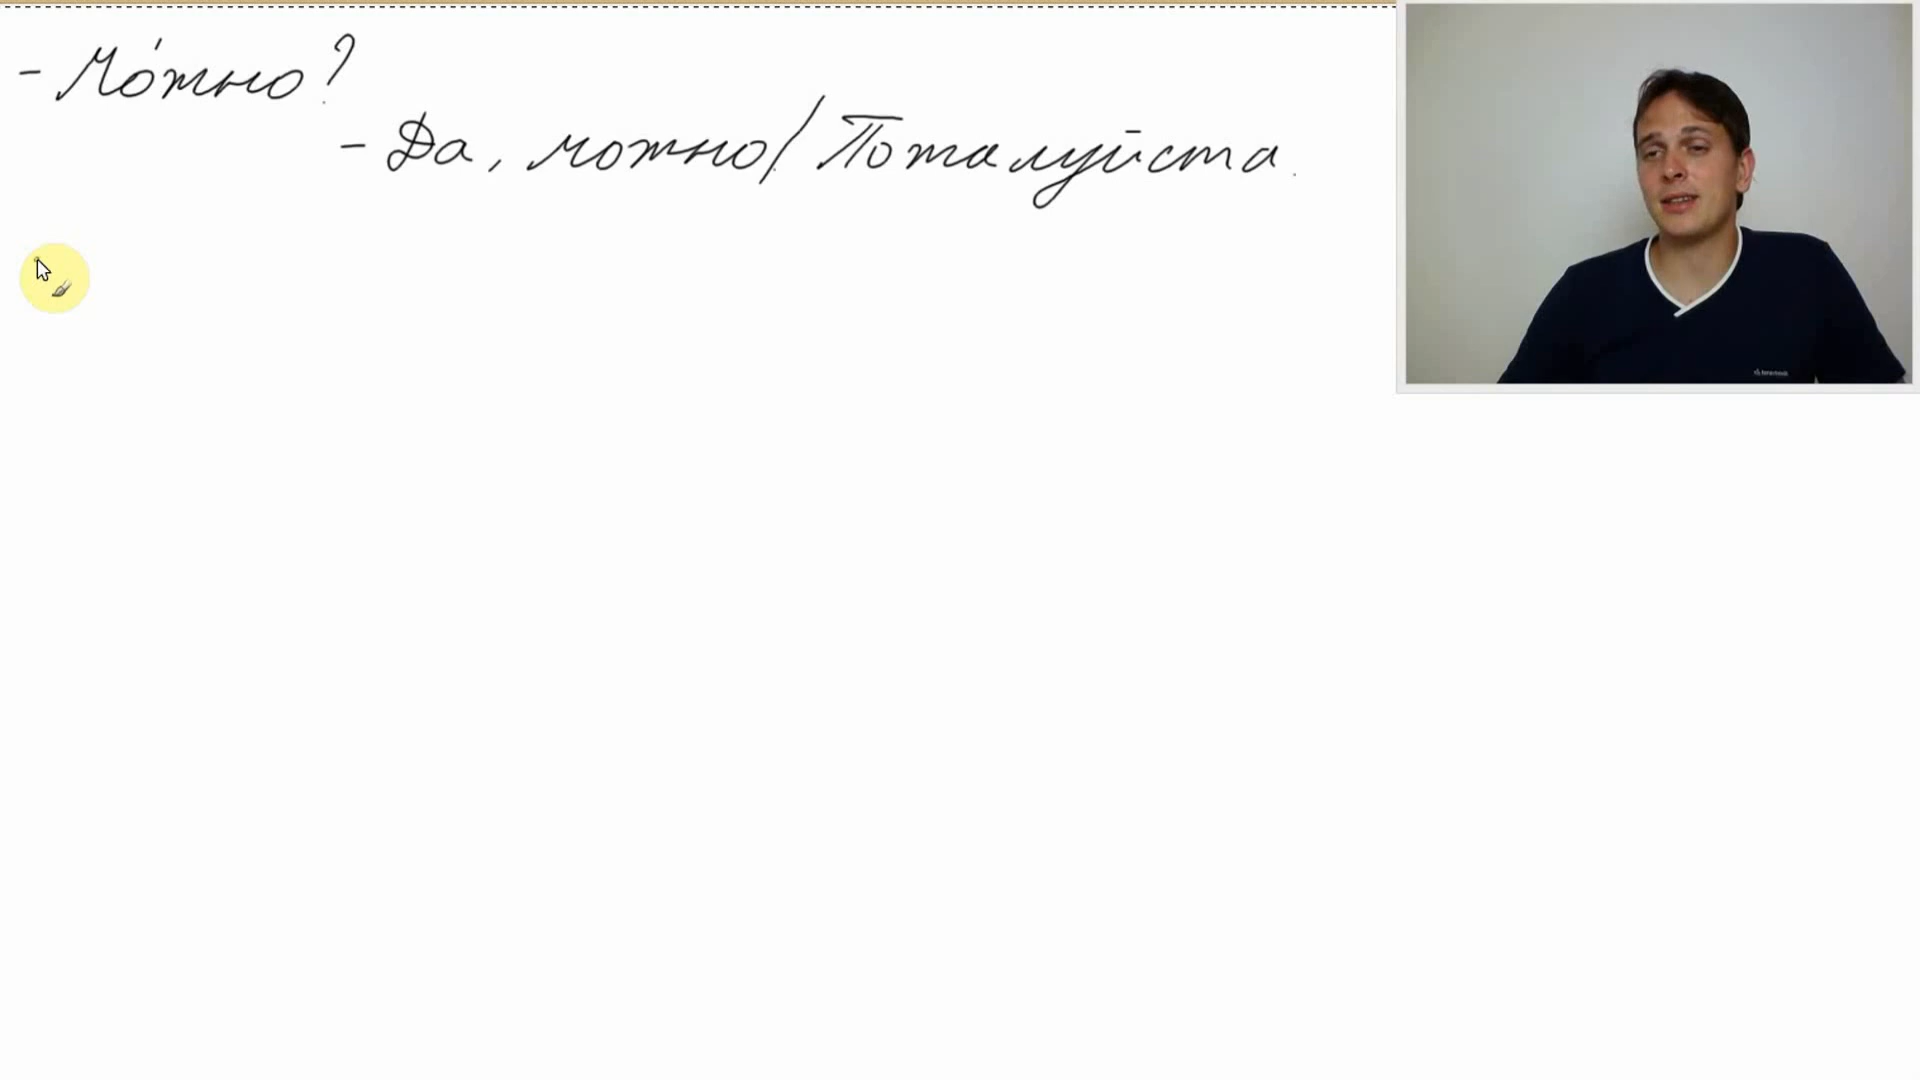 - Мо́жно?
- Да, можно / Пожалуйста.